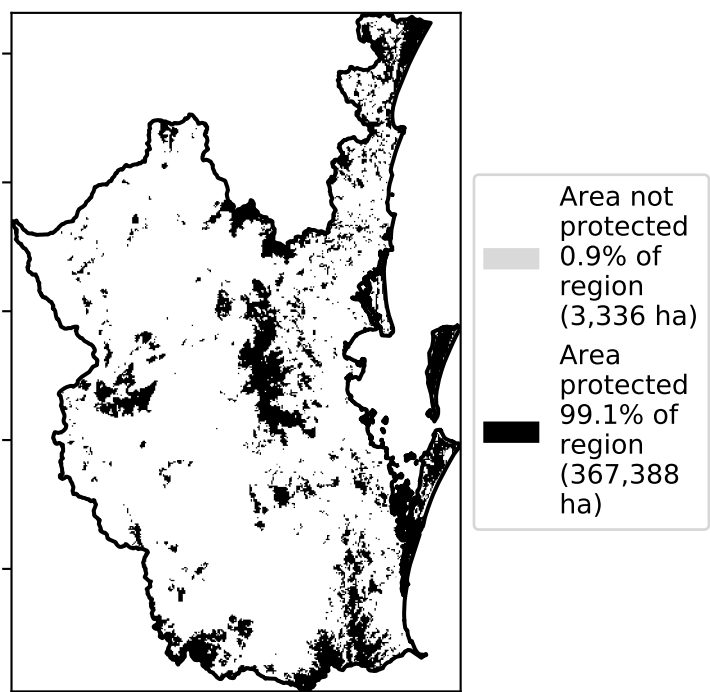 Area not
protected
0.9% of
region
(3,336 ha)
Area
protected
99.1% of
region
(367,388
ha)